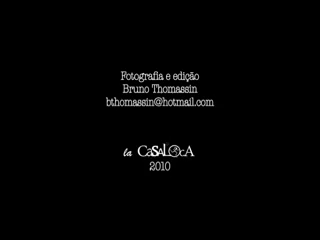 Fotografia e edição
Bruno Thomassin
bthomassin@hotmail.com
la CaSALOcA
2010